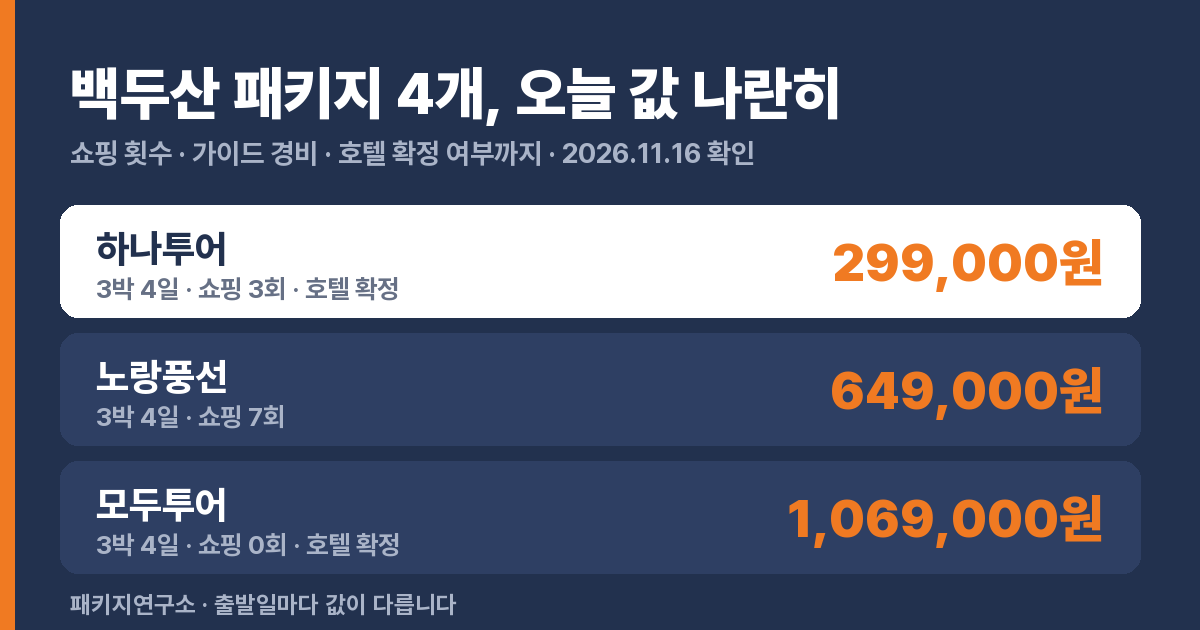 백두산 패키지 4개, 오늘 값 나란히
쇼핑 횟수 · 가이드 경비 · 호텔 확정 여부까지 · 2026.11.16 확인
하나투어
3박 4일 · 쇼핑 3회 · 호텔 확정
299,000원
노랑풍선
3박 4일 · 쇼핑 7회
649,000원
모두투어
3박 4일 · 쇼핑 0회 · 호텔 확정
1,069,000원
패키지연구소 · 출발일마다 값이 다릅니다